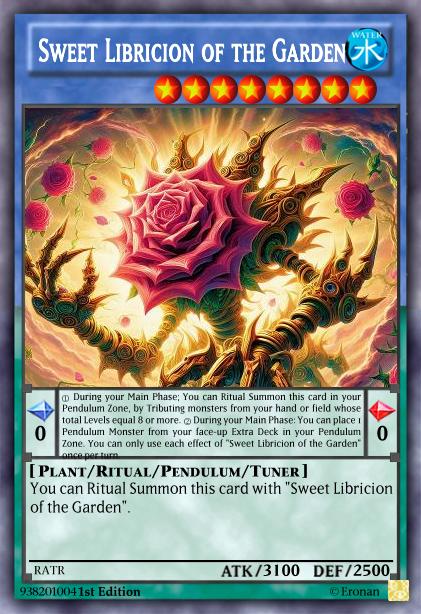 SWEET LIBRICION OF THE GARDEN
WATER
水
① During your Main Phase; You can Ritual Summon this card in your
Pendulum Zone, by Tributing monsters from your hand or field whose
total Levels equal 8 or more. ② During your Main Phase: You can place 1
Pendulum Monster from your face-up Extra Deck in your Pendulum
Zone. You can only use each effect of "Sweet Libricion of the Garden"
once per turn.
0
0
[ PLANT/RITUAL/PENDULUM/TUNER ]
You can Ritual Summon this card with "Sweet Libricion
of the Garden".
RATR
ATK/3100 DEF/2500
938201004 1st Edition
© Eronan